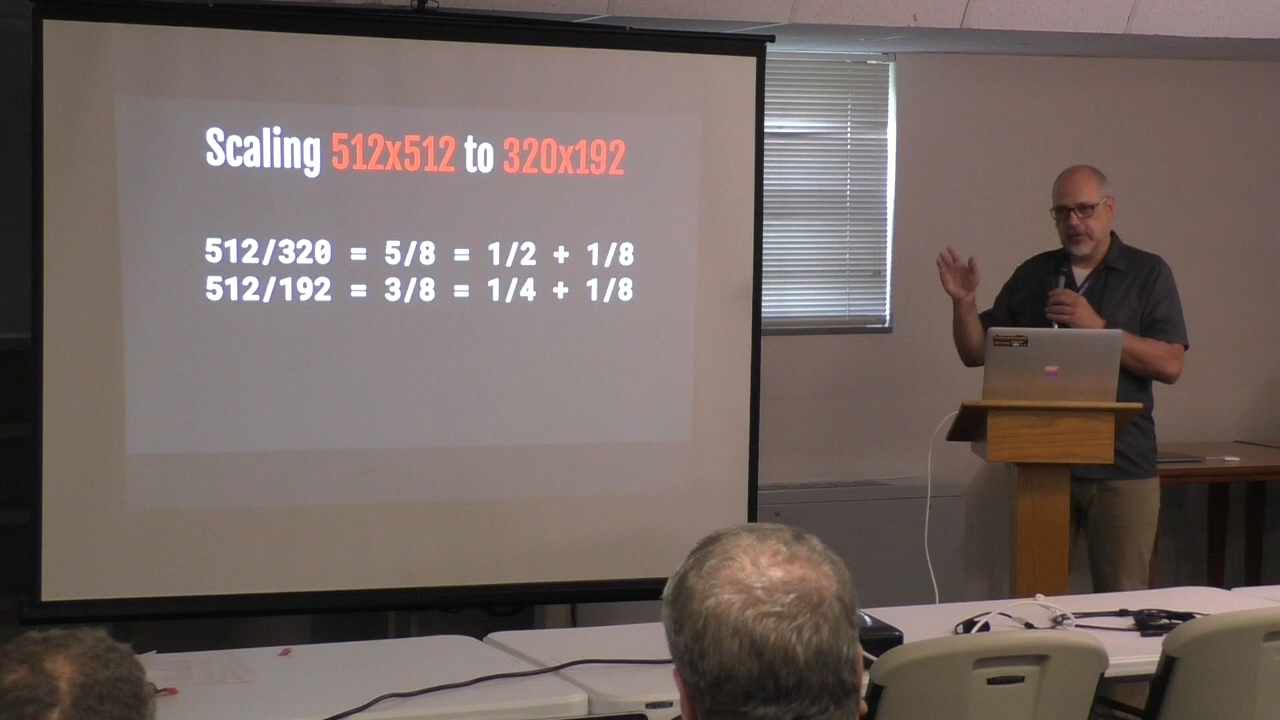 Scaling 512x512 to 320x192
512/320 = 5/8 = 1/2 + 1/8
512/192 = 3/8 = 1/4 + 1/8